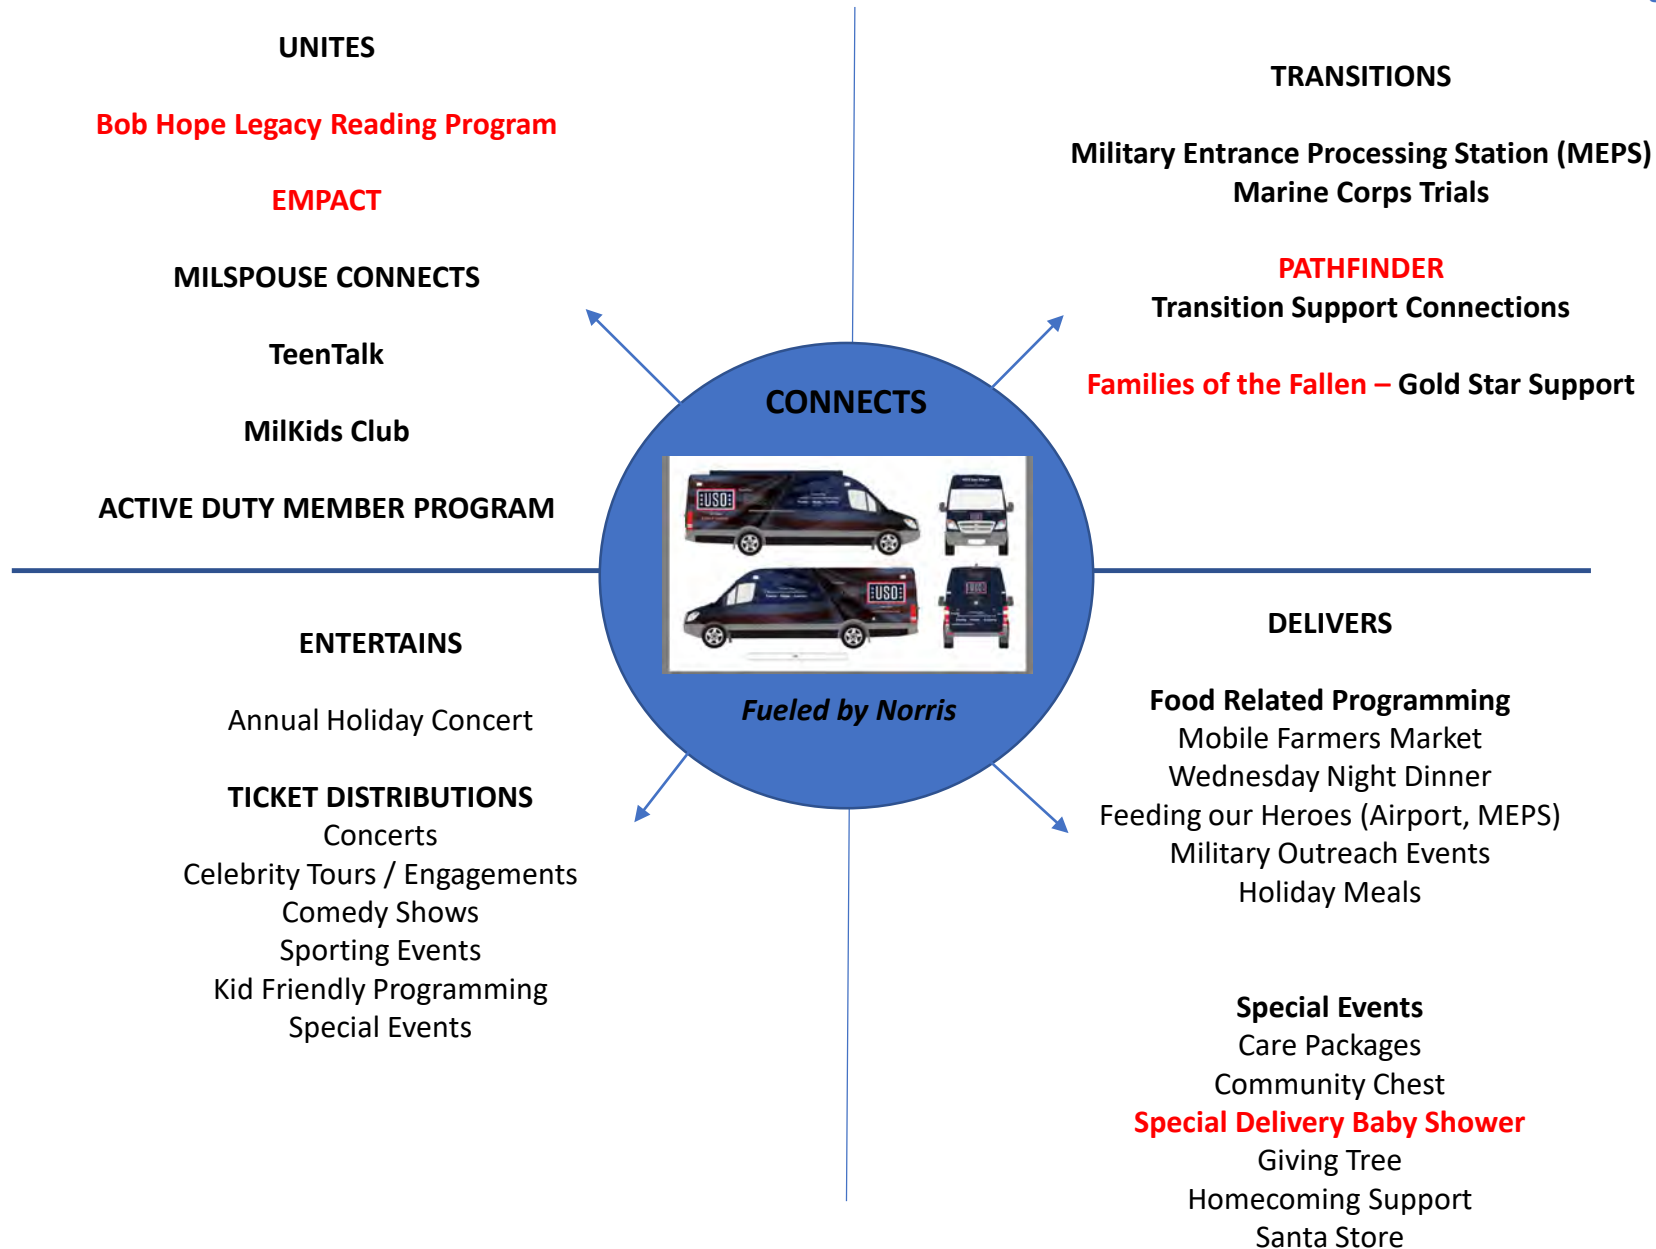 UNITES
Bob Hope Legacy Reading Program
EMPACT
MILSPOUSE CONNECTS
TeenTalk
MilKids Club
ACTIVE DUTY MEMBER PROGRAM
TRANSITIONS
Military Entrance Processing Station (MEPS)
Marine Corps Trials
PATHFINDER
Transition Support Connections
Families of the Fallen – Gold Star Support
CONNECTS
USO
USO
Fueled by Norris
ENTERTAINS
Annual Holiday Concert
TICKET DISTRIBUTIONS
Concerts
Celebrity Tours / Engagements
Comedy Shows
Sporting Events
Kid Friendly Programming
Special Events
DELIVERS
Food Related Programming
Mobile Farmers Market
Wednesday Night Dinner
Feeding our Heroes (Airport, MEPS)
Military Outreach Events
Holiday Meals
Special Events
Care Packages
Community Chest
Special Delivery Baby Shower
Giving Tree
Homecoming Support
Santa Store